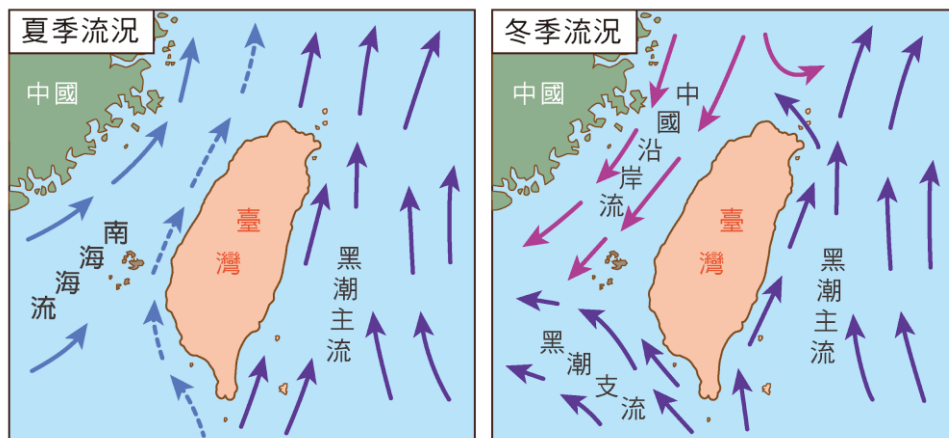 夏季流況
中國
臺灣
南海海流
黑潮主流
冬季流況
中國
中國沿岸流
臺灣
黑潮主流
黑潮支流